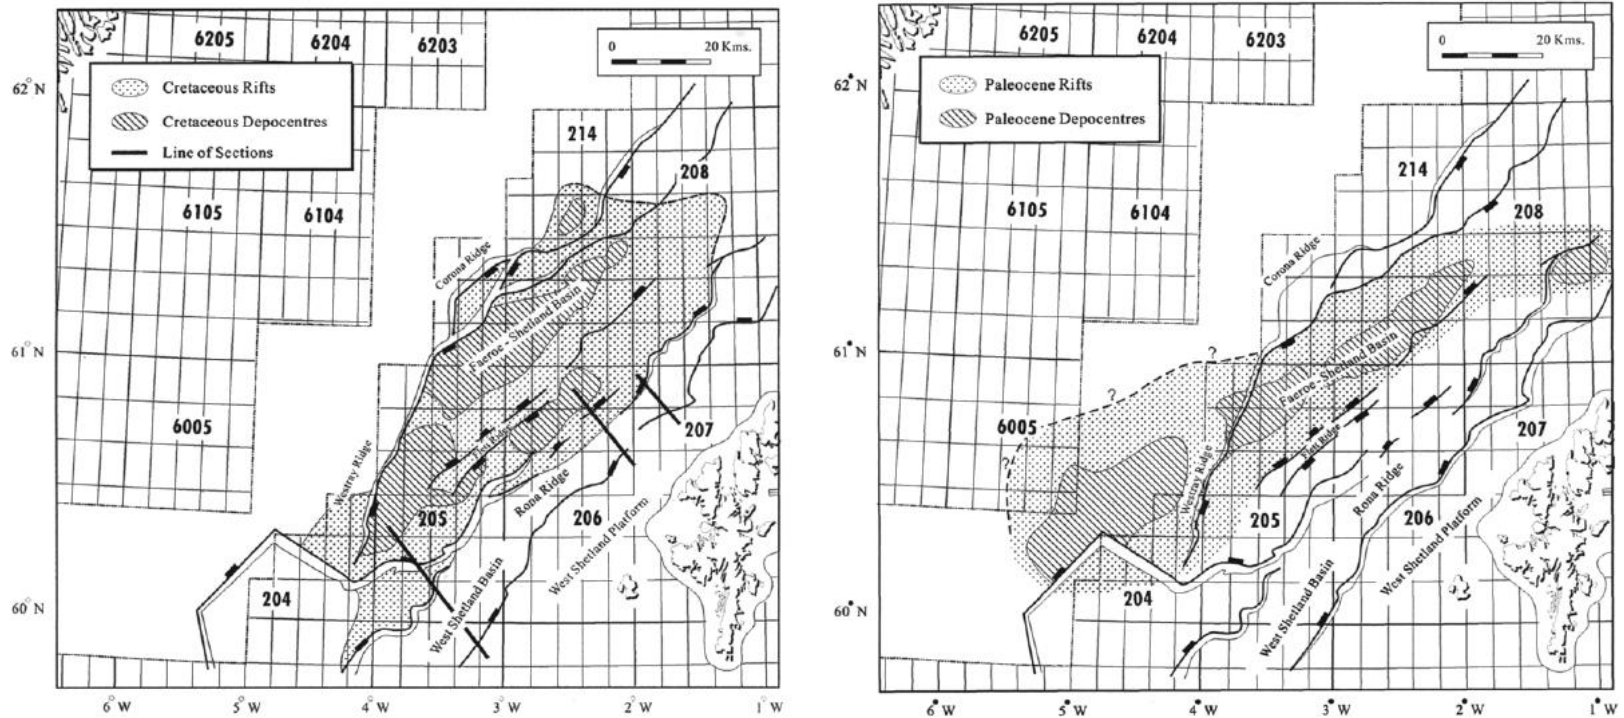 6205
6204
6203
0
20 Kms.
62° N
Cretaceous Rifts
Cretaceous Depocentres
Line of Sections
214
208
6105
6104
Corona Ridge
Faeroe - Shetland Basin
61° N
6005
207
Westray Ridge
Rona Ridge
205
206
West Shetland Platform
West Shetland Basin
60° N
204
6° W
5° W
4° W
3° W
2° W
1° W
6205
6204
6203
0
20 Kms.
62° N
Paleocene Rifts
Paleocene Depocentres
214
208
6105
6104
Corona Ridge
?
61° N
Faeroe - Shetland Basin
?
6005
207
?
Flett Ridge
Westray Ridge
Rona Ridge
205
206
West Shetland Platform
West Shetland Basin
60° N
204
6° W
5° W
4° W
3° W
2° W
1° W